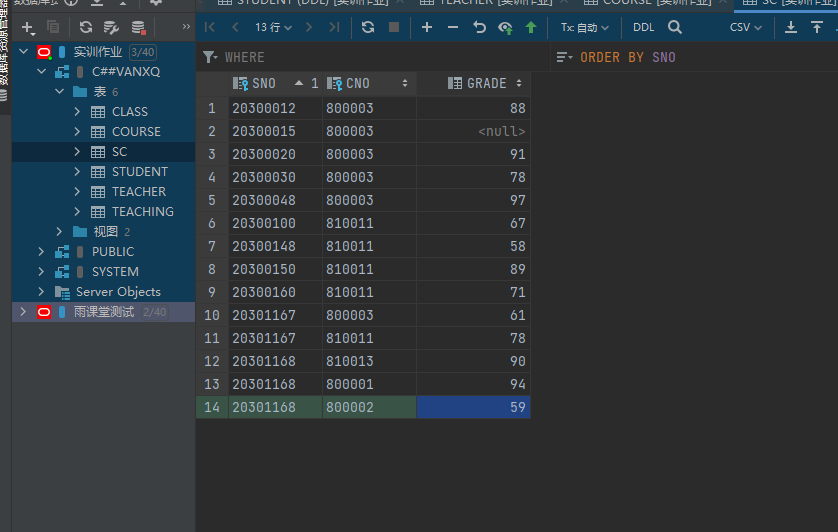 STUDENT (DDL) [实训作业]
TEACHER [实训作业]
COURSE [实训作业]
SC [实训作业]
数据库资源管理器
13 行
Tx: 自动
DDL
CSV
WHERE
ORDER BY SNO
实训作业 3/40
C##VANXQ
表 6
CLASS
COURSE
SC
STUDENT
TEACHER
TEACHING
视图 2
PUBLIC
SYSTEM
Server Objects
雨课堂测试 2/40
SNO 1 CNO GRADE
1 20300012 800003 88
2 20300015 800003 <null>
3 20300020 800003 91
4 20300030 800003 78
5 20300048 800003 97
6 20300100 810011 67
7 20300148 810011 58
8 20300150 810011 89
9 20300160 810011 71
10 20301167 800003 61
11 20301167 810011 78
12 20301168 810013 90
13 20301168 800001 94
14 20301168 800002 59